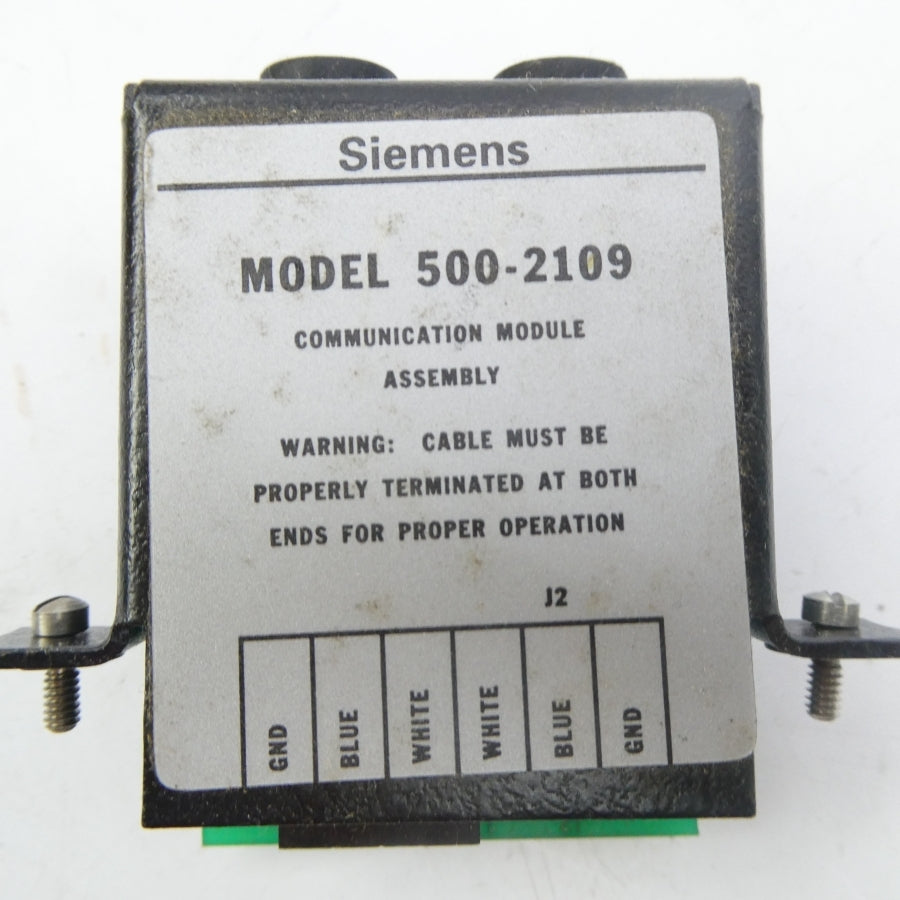 Siemens
MODEL 500-2109
COMMUNICATION MODULE
ASSEMBLY
WARNING: CABLE MUST BE
PROPERLY TERMINATED AT BOTH
ENDS FOR PROPER OPERATION
J2
GND BLUE WHITE WHITE BLUE GND